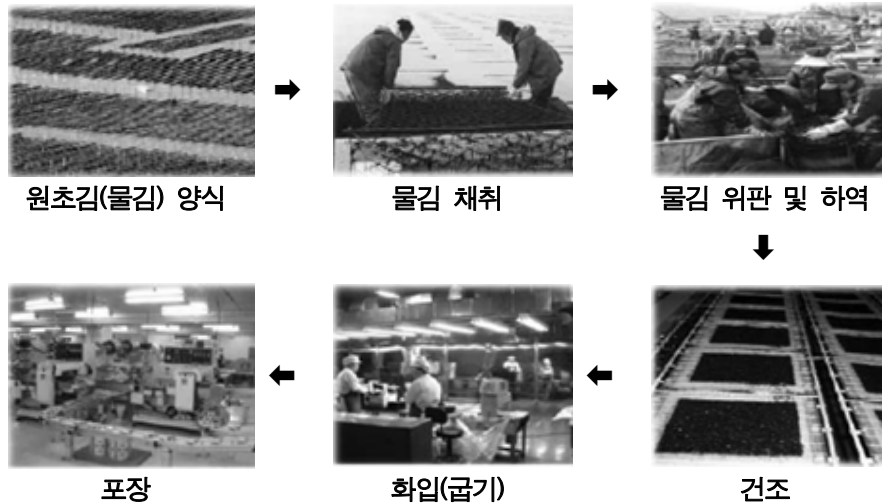 원초김(물김) 양식
물김 채취
물김 위판 및 하역
건조
화입(굽기)
포장